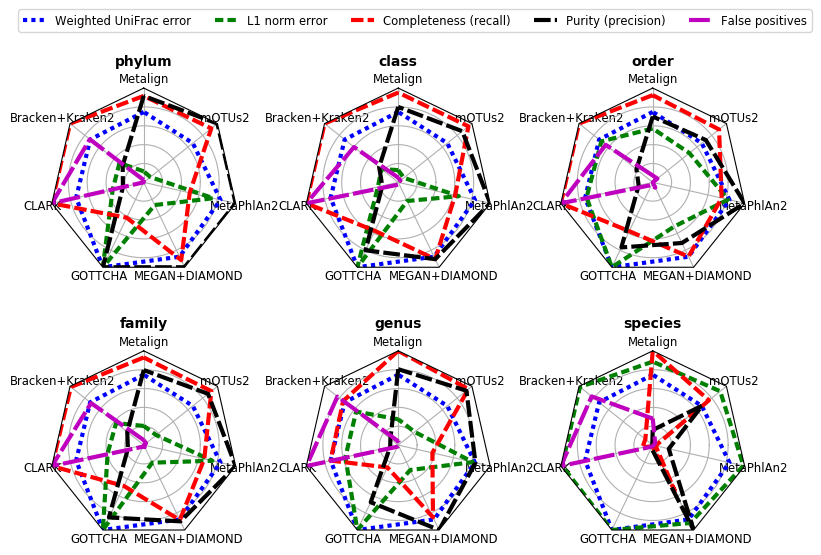 Weighted UniFrac error L1 norm error Completeness (recall) Purity (precision) False positives
phylum class order
Metalign Metalign Metalign
Bracken+Kraken2 mOTUs2 Bracken+Kraken2 mOTUs2 Bracken+Kraken2 mOTUs2
CLARK MetaPhlAn2 CLARK MetaPhlAn2 CLARK MetaPhlAn2
GOTTCHA MEGAN+DIAMOND GOTTCHA MEGAN+DIAMOND GOTTCHA MEGAN+DIAMOND
family genus species
Metalign Metalign Metalign
Bracken+Kraken2 mOTUs2 Bracken+Kraken2 mOTUs2 Bracken+Kraken2 mOTUs2
CLARK MetaPhlAn2 CLARK MetaPhlAn2 CLARK MetaPhlAn2
GOTTCHA MEGAN+DIAMOND GOTTCHA MEGAN+DIAMOND GOTTCHA MEGAN+DIAMOND